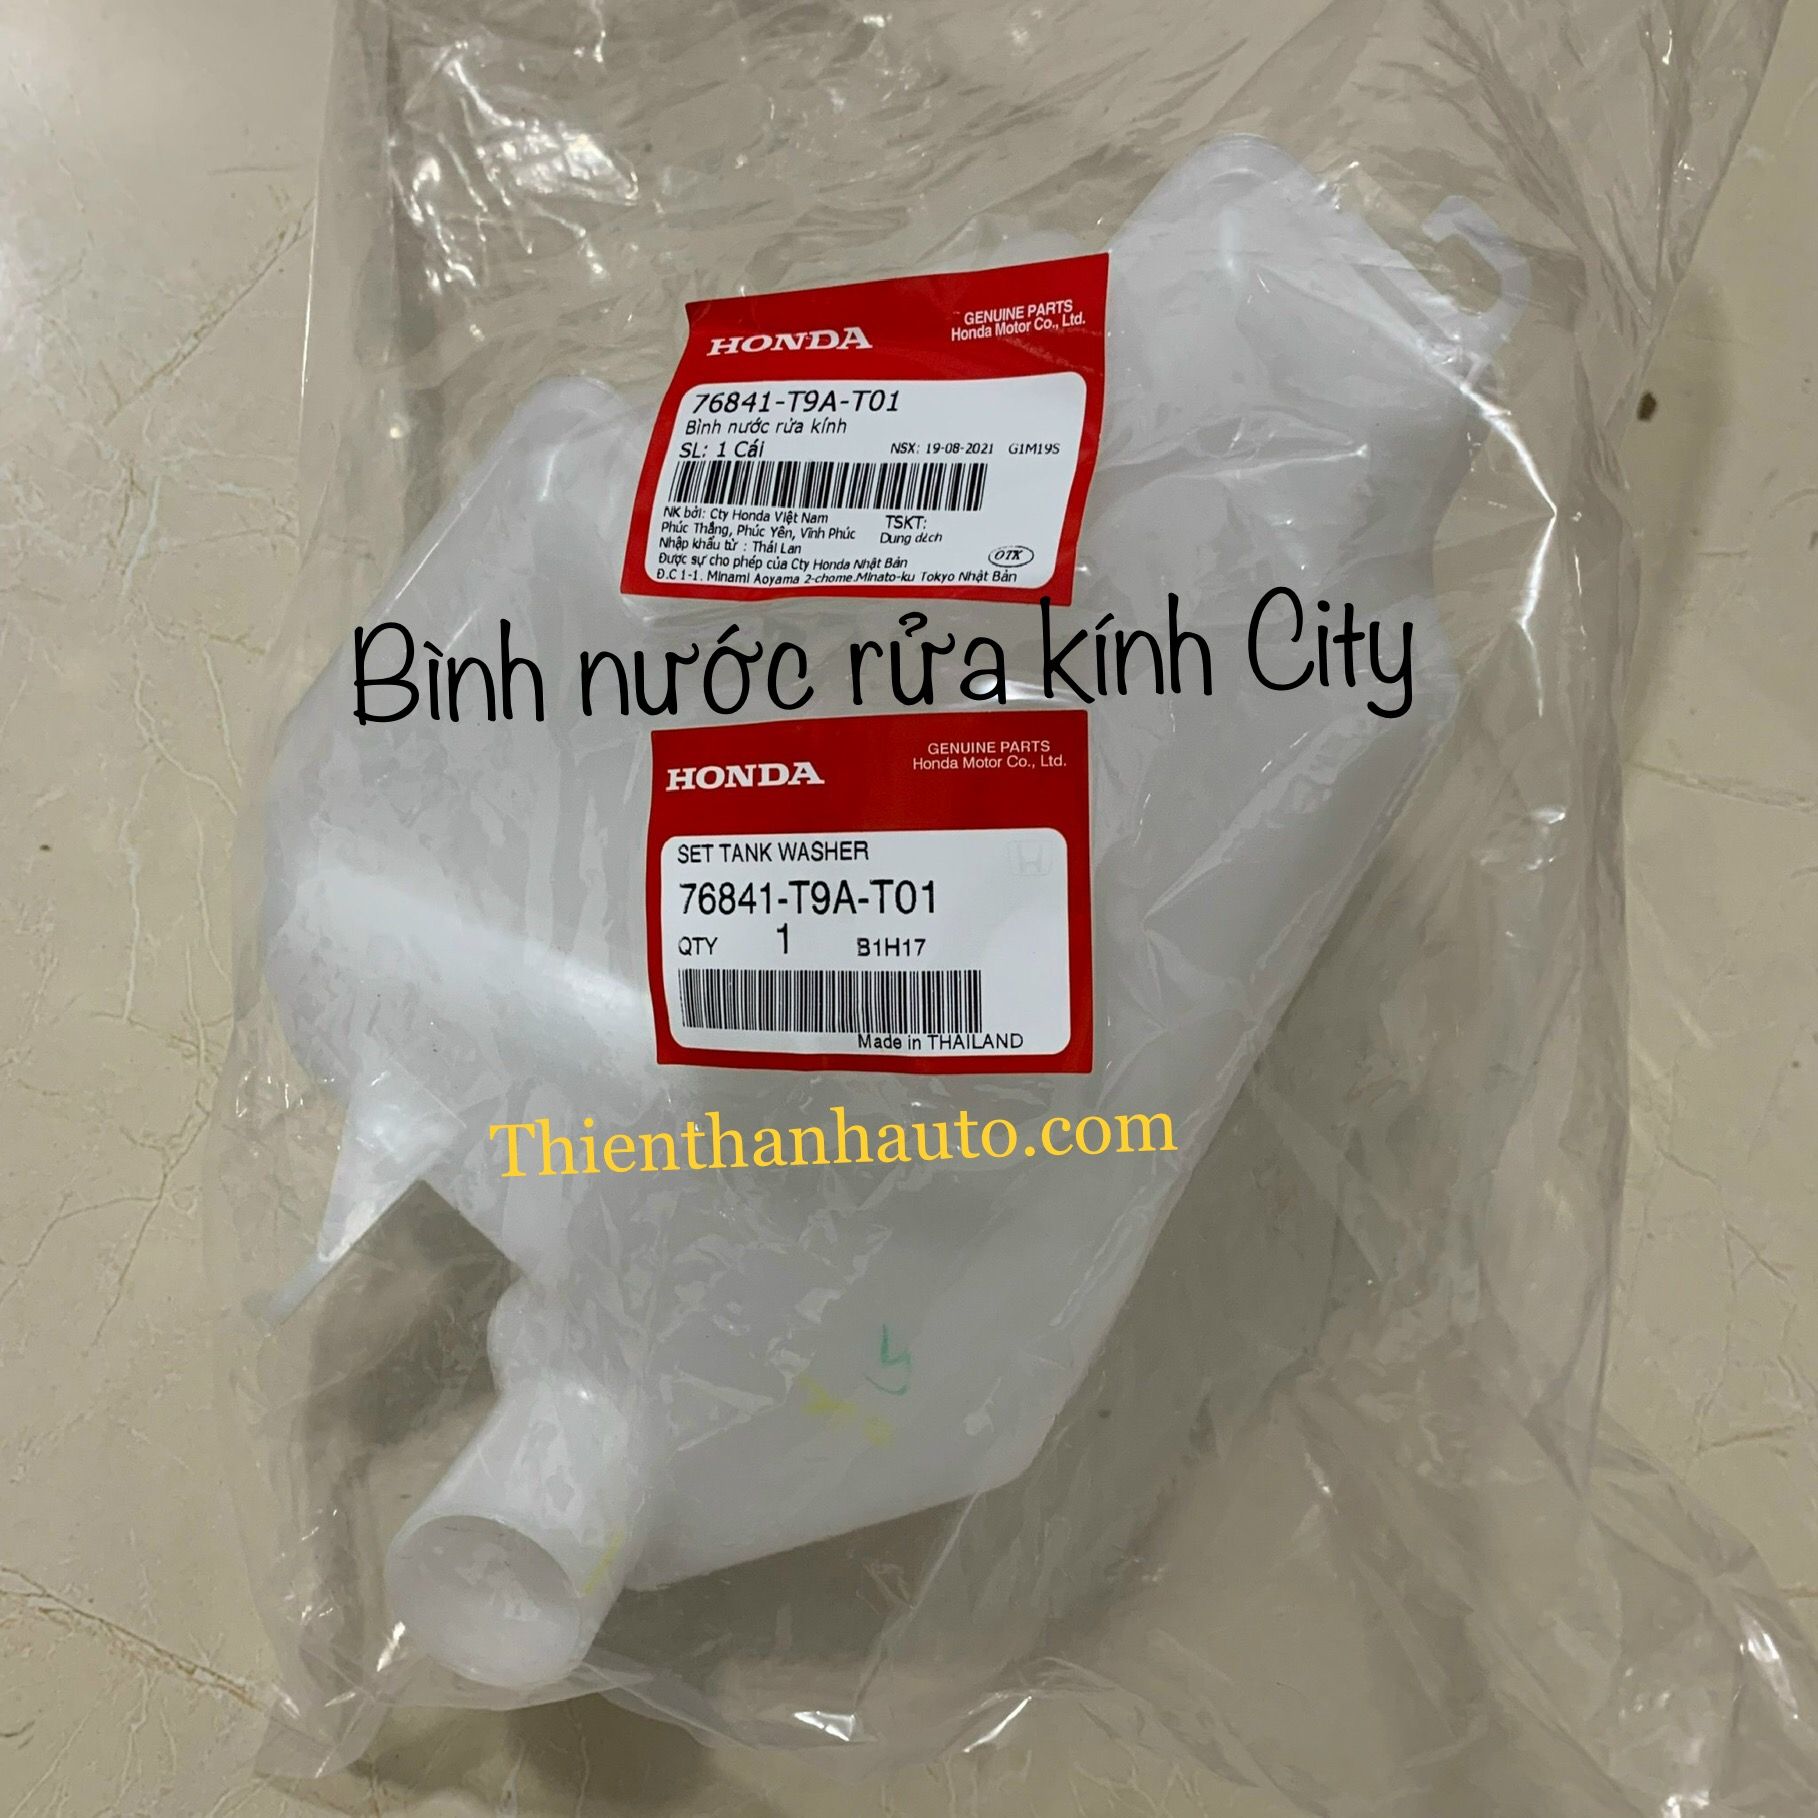 HONDA
GENUINE PARTS
Honda Motor Co., Ltd.
76841-T9A-T01
Bình nước rửa kính
SL: 1 Cái
NSX: 19-08-2021 G1M19S
NK bởi: Cty Honda Việt Nam
Phúc Thắng, Phúc Yên, Vĩnh Phúc
TSKT:
Dung dịch
Nhập khẩu từ : Thái Lan
Được sự cho phép của Cty Honda Nhật Bản
OTK
Đ.C 1-1. Minami Aoyama 2-chome.Minato-ku Tokyo Nhật Bản
Bình nước rửa kính City
HONDA
GENUINE PARTS
Honda Motor Co., Ltd.
SET TANK WASHER
76841-T9A-T01
QTY 1 B1H17
Made in THAILAND
Thienthanhauto.com